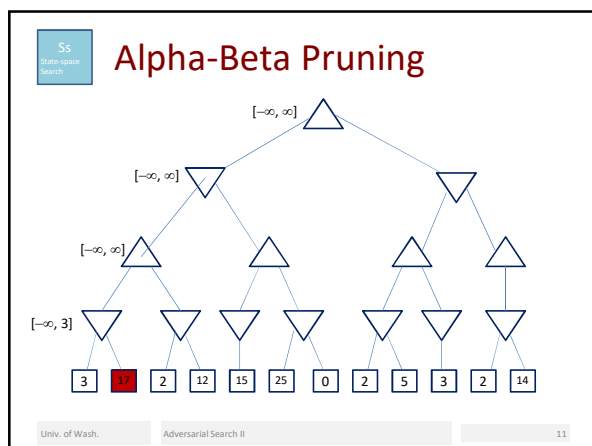 Ss
State-space
Search
Alpha-Beta Pruning
[−∞, ∞]
[−∞, ∞]
[−∞, ∞]
[−∞, 3]
3 17 2 12 15 25 0 2 5 3 2 14
Univ. of Wash. Adversarial Search II 11